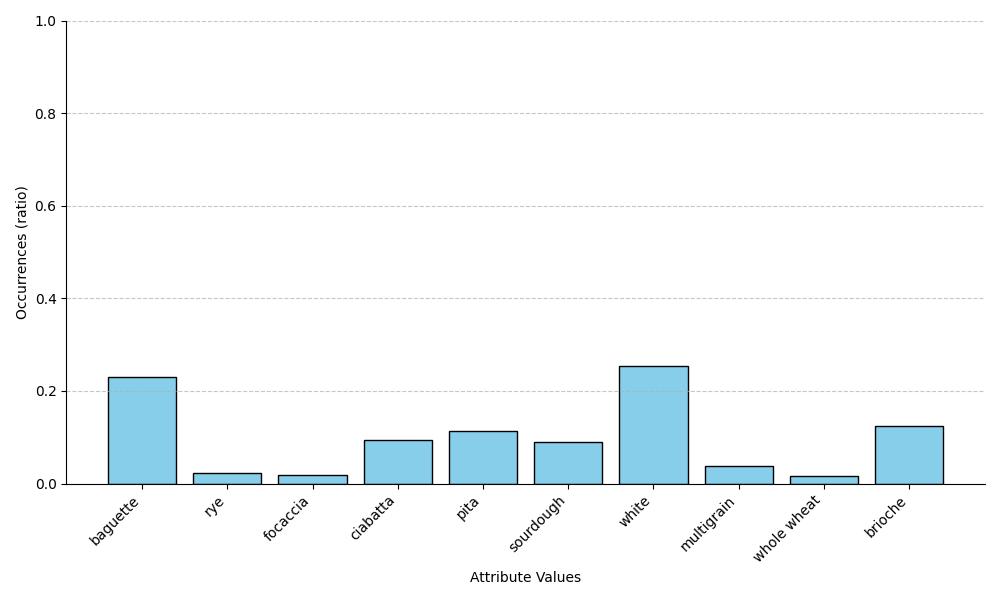 1.0
0.8
0.6
0.4
0.2
0.0
Occurrences (ratio)
baguette
rye
focaccia
ciabatta
pita
sourdough
white
multigrain
whole wheat
brioche
Attribute Values